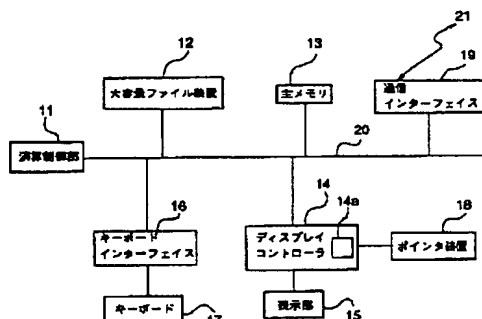 21
12
13
19
大容量ファイル装置
主メモリ
通信
インターフェイス
11
20
演算制御部
16
14
14a
18
キーボード
インターフェイス
ディスプレイ
コントローラ
ポインタ装置
キーボード
17
表示部
15